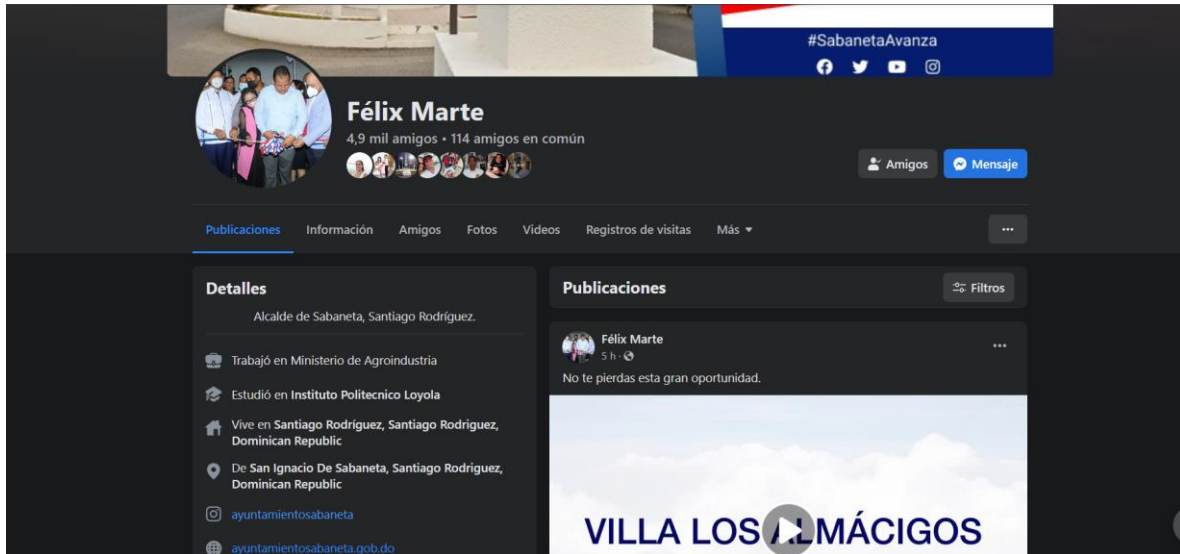 #SabanetaAvanza
Félix Marte
4,9 mil amigos • 114 amigos en común
Amigos
Mensaje
Publicaciones
Información
Amigos
Fotos
Videos
Registros de visitas
Más
Detalles
Alcalde de Sabaneta, Santiago Rodríguez.
Trabajó en Ministerio de Agroindustria
Estudió en Instituto Politecnico Loyola
Vive en Santiago Rodríguez, Santiago Rodriguez,
Dominican Republic
De San Ignacio De Sabaneta, Santiago Rodriguez,
Dominican Republic
ayuntamientosabaneta
ayuntamientosabaneta.gob.do
Publicaciones
Filtros
Félix Marte
5 h ·
No te pierdas esta gran oportunidad.
VILLA LOS ALMÁCIGOS